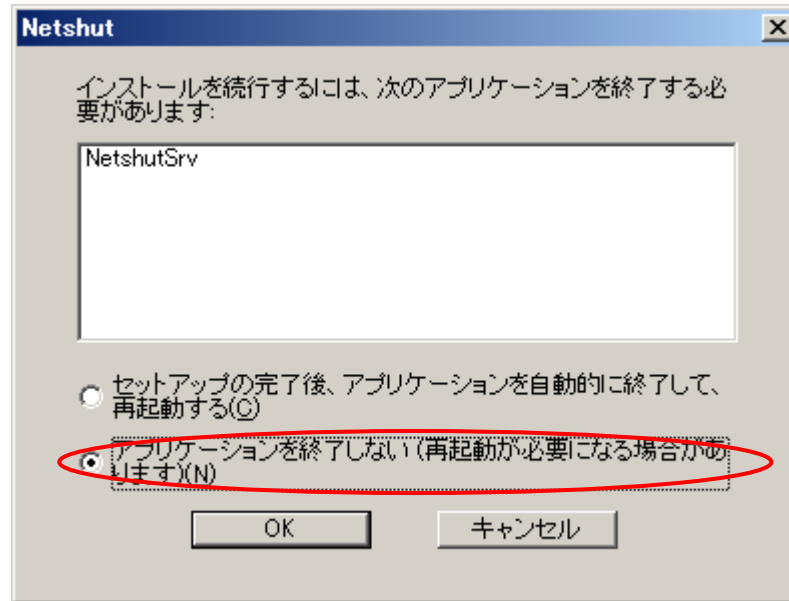 Netshut
インストールを続行するには、次のアプリケーションを終了する必
要があります:
NetshutSrv
セットアップの完了後、アプリケーションを自動的に終了して、
再起動する(C)
アプリケーションを終了しない(再起動が必要になる場合があ
ります)(N)
OK
キャンセル